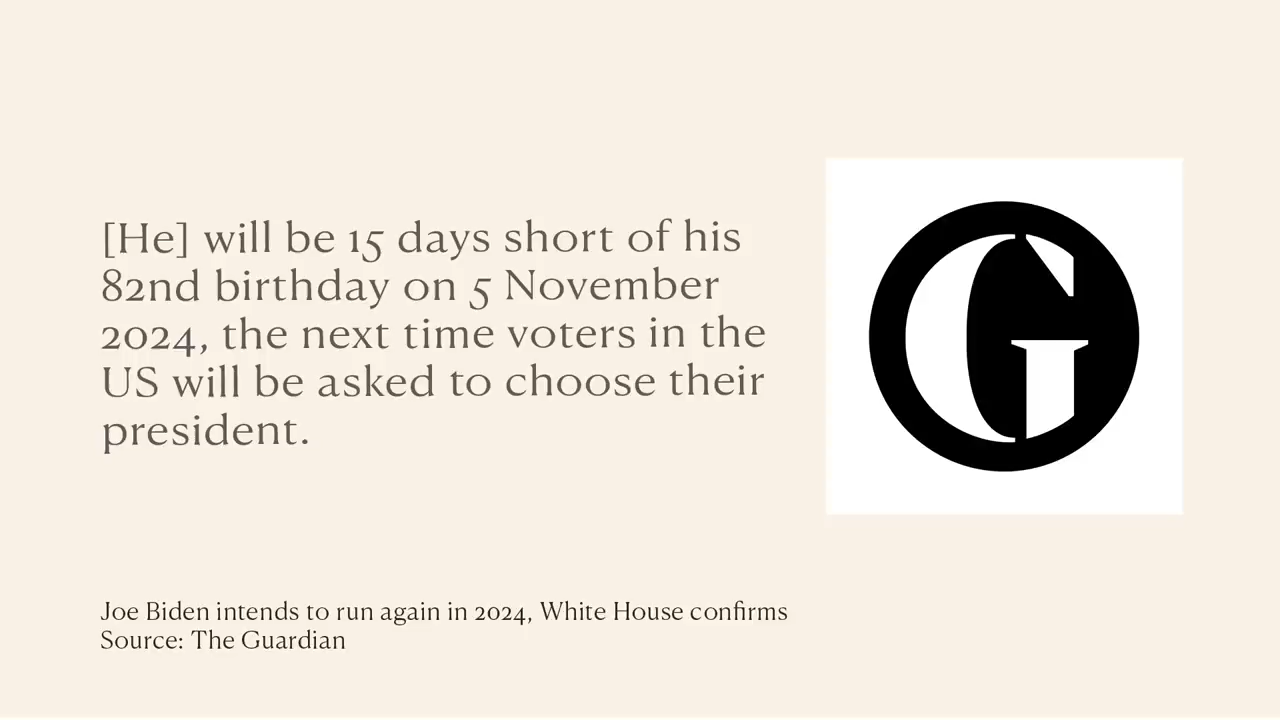 [He] will be 15 days short of his
82nd birthday on 5 November
2024, the next time voters in the
US will be asked to choose their
president.
G
Joe Biden intends to run again in 2024, White House confirms
Source: The Guardian